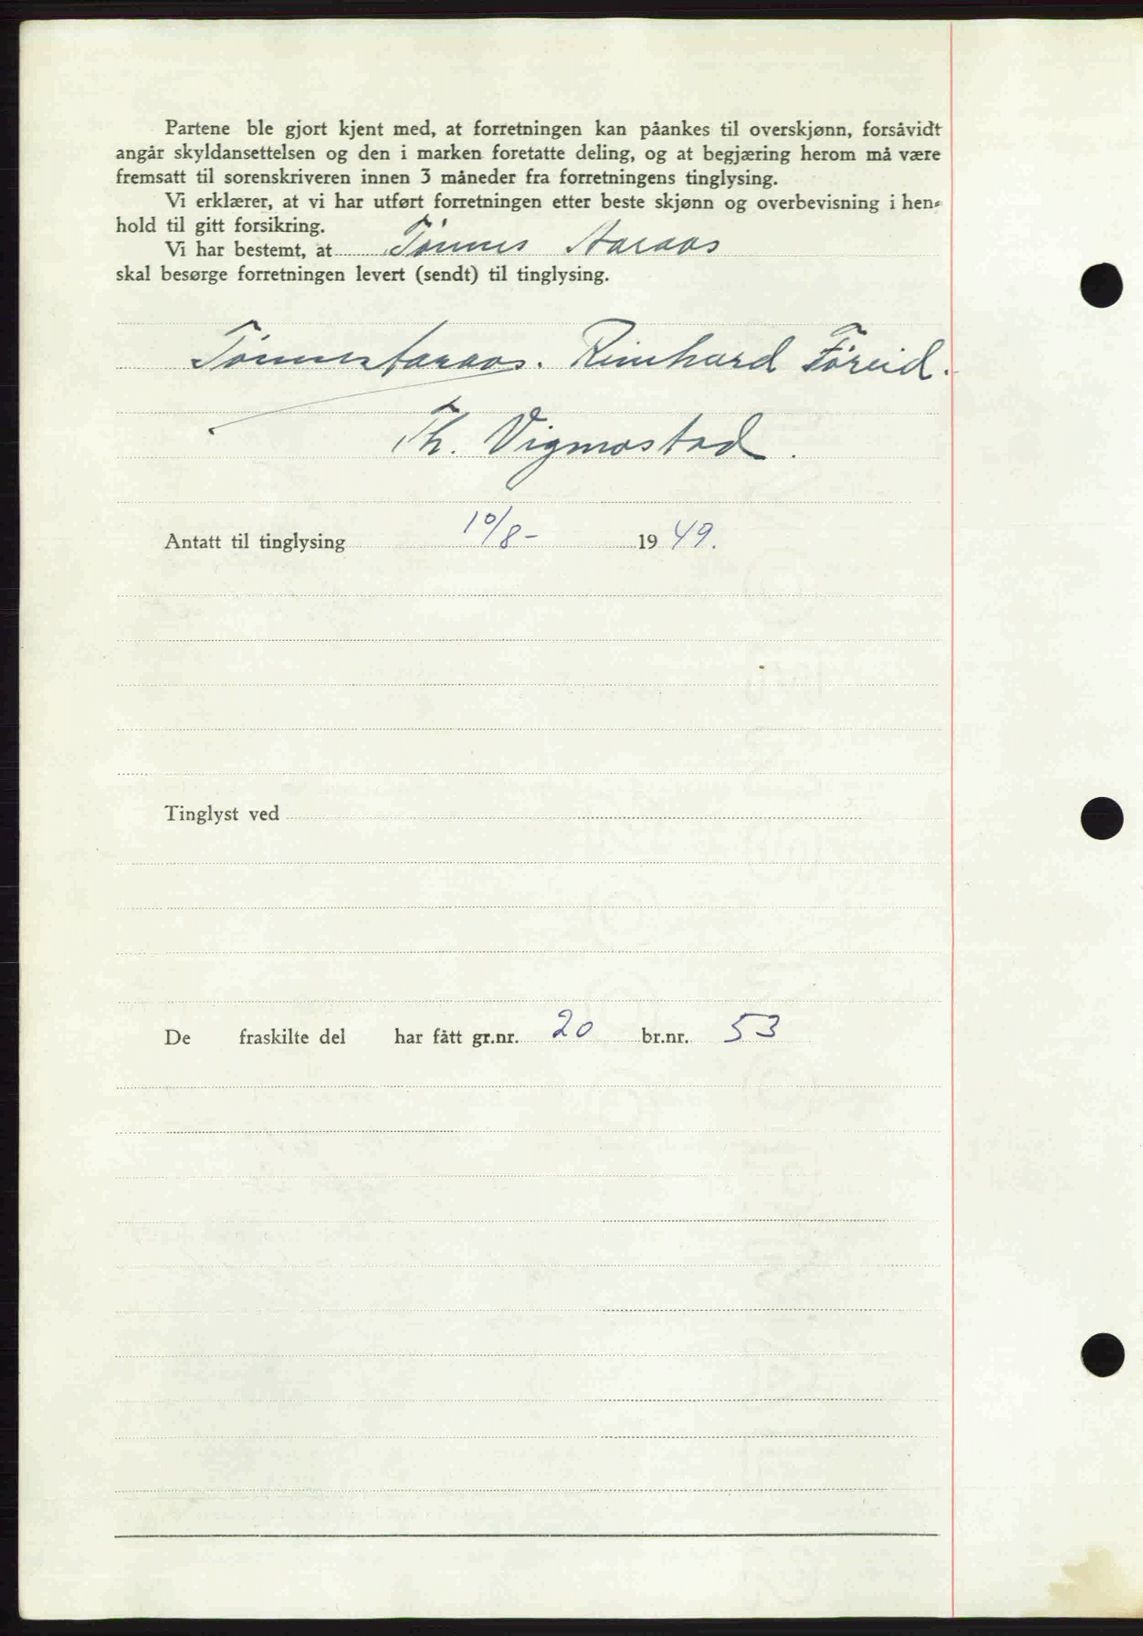 Partene ble gjort kjent med, at forretningen kan påankes til overskjønn, forsåvidt
angår skyldansettelsen og den i marken foretatte deling, og at begjæring herom må være
fremsatt til sorenskriveren innen 3 måneder fra forretningens tinglysing.
Vi erklærer, at vi har utført forretningen etter beste skjønn og overbevisning i hen-
hold til gitt forsikring.
Vi har bestemt, at Tønnes Aaraas
skal besørge forretningen levert (sendt) til tinglysing.
Tønnes Aaraas. Reinhard Föreid.
Th. Vigmostad.
Antatt til tinglysing 10/8- 1949.
Tinglyst ved
De fraskilte del har fått gr.nr. 20 br.nr. 53